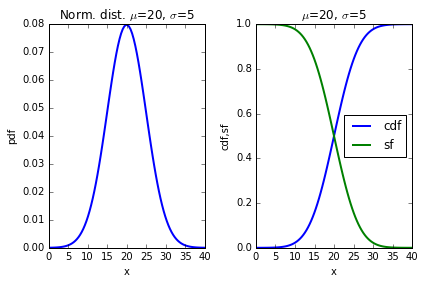 Norm. dist. μ=20, σ=5
0.08
0.07
0.06
0.05
0.04
0.03
0.02
0.01
0.00
pdf
0 5 10 15 20 25 30 35 40
x
μ=20, σ=5
1.0
0.8
0.6
0.4
0.2
0.0
cdf,sf
cdf
sf
0 5 10 15 20 25 30 35 40
x